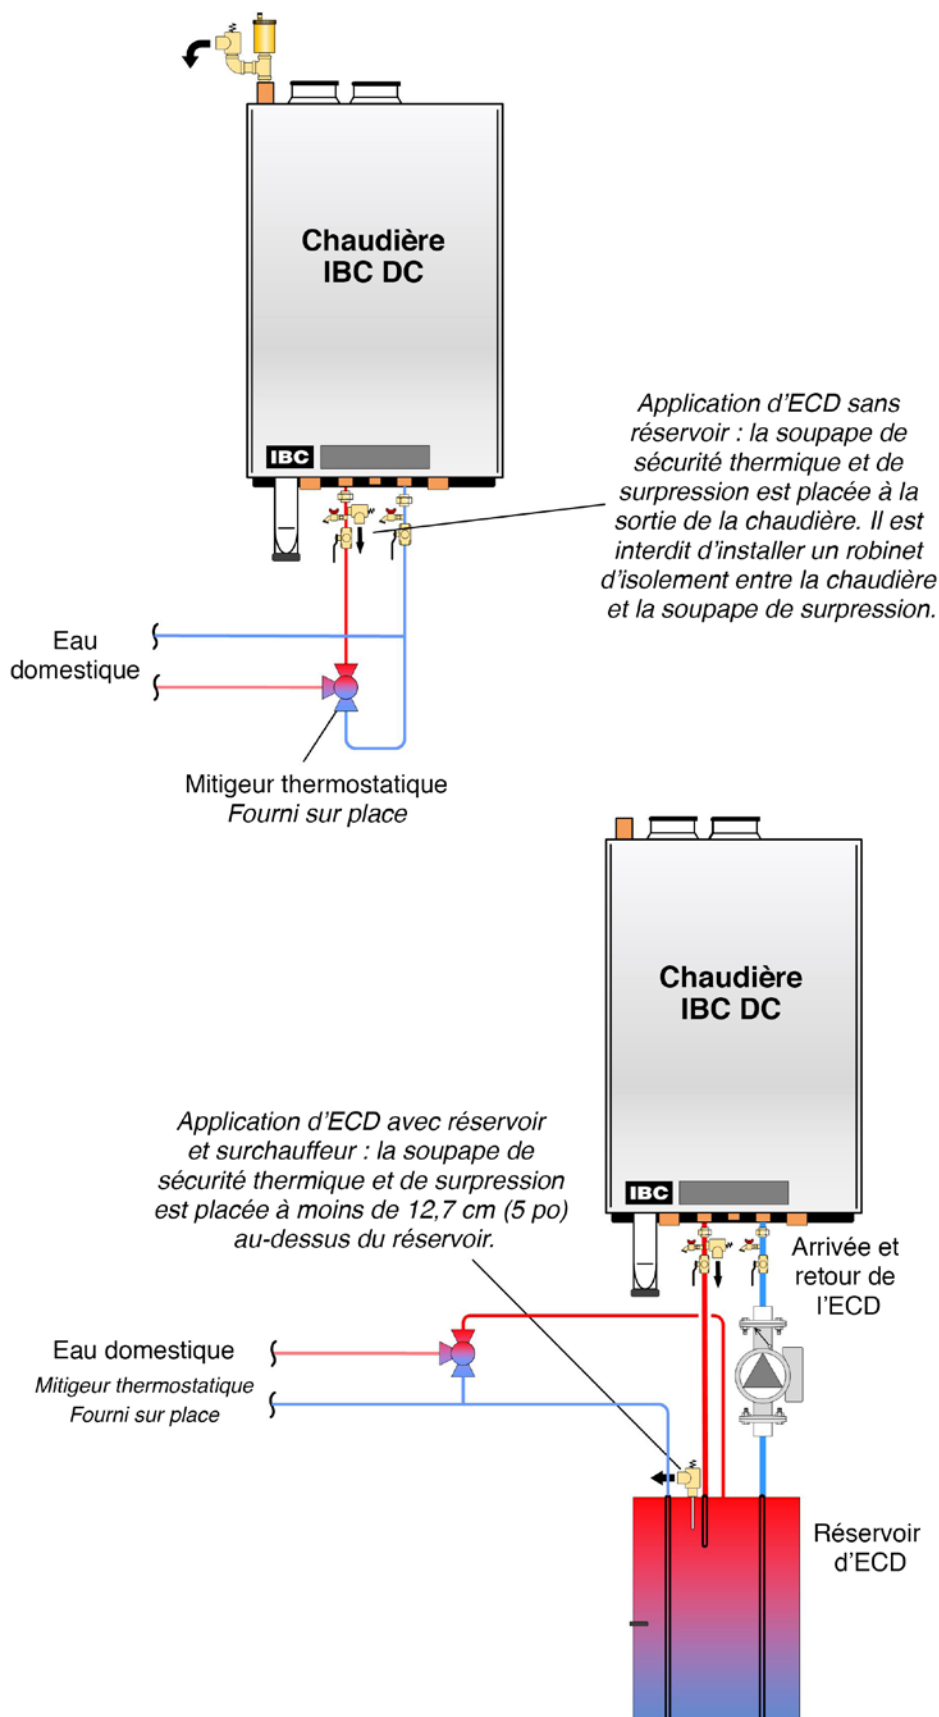 Chaudière
IBC DC
IBC
Application d'ECD sans
réservoir : la soupape de
sécurité thermique et de
surpression est placée à la
sortie de la chaudière. Il est
interdit d'installer un robinet
d'isolement entre la chaudière
et la soupape de surpression.
Eau
domestique
Mitigeur thermostatique
Fourni sur place
Chaudière
IBC DC
IBC
Application d'ECD avec réservoir
et surchauffeur : la soupape de
sécurité thermique et de surpression
est placée à moins de 12,7 cm (5 po)
au-dessus du réservoir.
Arrivée et
retour de
l'ECD
Eau domestique
Mitigeur thermostatique
Fourni sur place
Réservoir
d'ECD